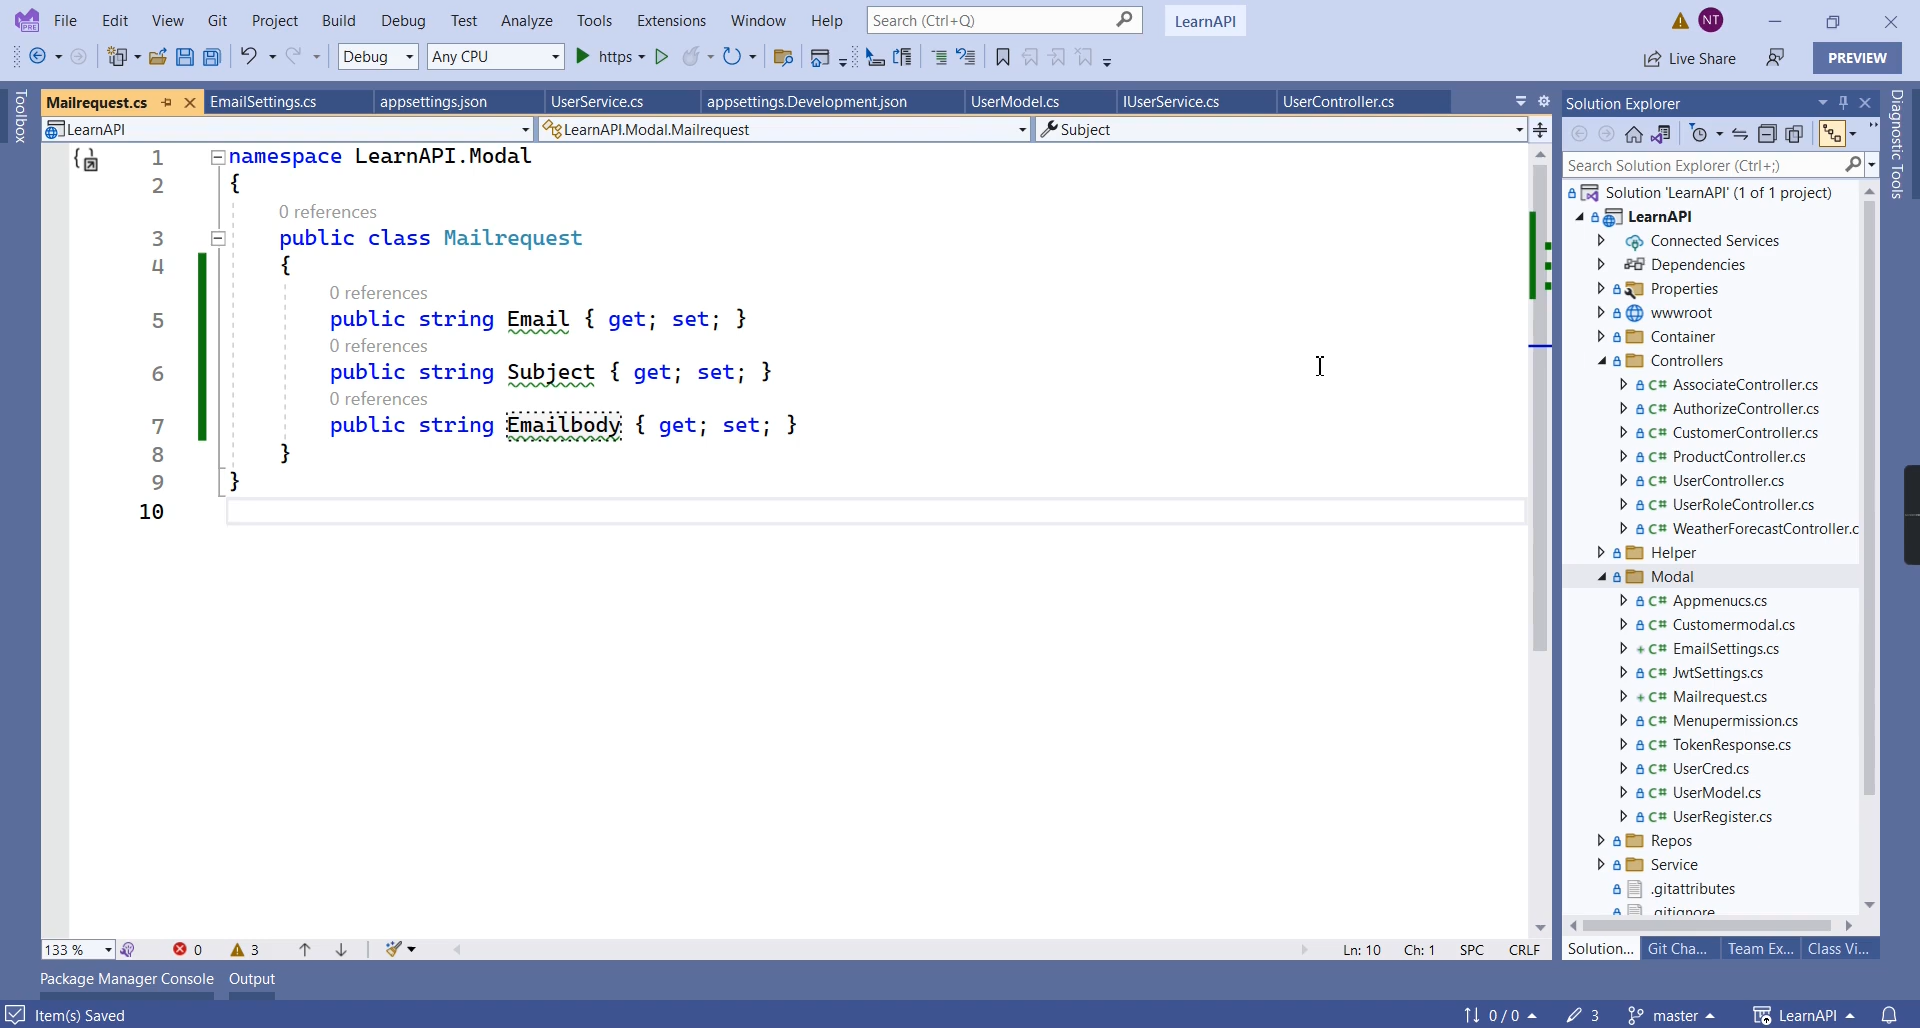 File Edit View Git Project Build Debug Test Analyze Tools Extensions Window Help Search (Ctrl+Q) LearnAPI NT
Debug Any CPU https Live Share PREVIEW
Toolbox
Mailrequest.cs EmailSettings.cs appsettings.json UserService.cs appsettings.Development.json UserModel.cs IUserService.cs UserController.cs
LearnAPI LearnAPI.Modal.Mailrequest Subject
1 namespace LearnAPI.Modal
2 {
0 references
3 public class Mailrequest
4 {
0 references
5 public string Email { get; set; }
0 references
6 public string Subject { get; set; }
0 references
7 public string Emailbody { get; set; }
8 }
9 }
10
133 % 0 3 Ln: 10 Ch: 1 SPC CRLF
Solution Explorer
Search Solution Explorer (Ctrl+;)
Solution 'LearnAPI' (1 of 1 project)
LearnAPI
Connected Services
Dependencies
Properties
wwwroot
Container
Controllers
C# AssociateController.cs
C# AuthorizeController.cs
C# CustomerController.cs
C# ProductController.cs
C# UserController.cs
C# UserRoleController.cs
C# WeatherForecastController.c
Helper
Modal
C# Appmenucs.cs
C# Customermodal.cs
+ C# EmailSettings.cs
C# JwtSettings.cs
+ C# Mailrequest.cs
C# Menupermission.cs
C# TokenResponse.cs
C# UserCred.cs
C# UserModel.cs
C# UserRegister.cs
Repos
Service
.gitattributes
.gitignore
Solution... Git Cha... Team Ex... Class Vi...
Diagnostic Tools
Package Manager Console Output
Item(s) Saved 0 / 0 3 master LearnAPI